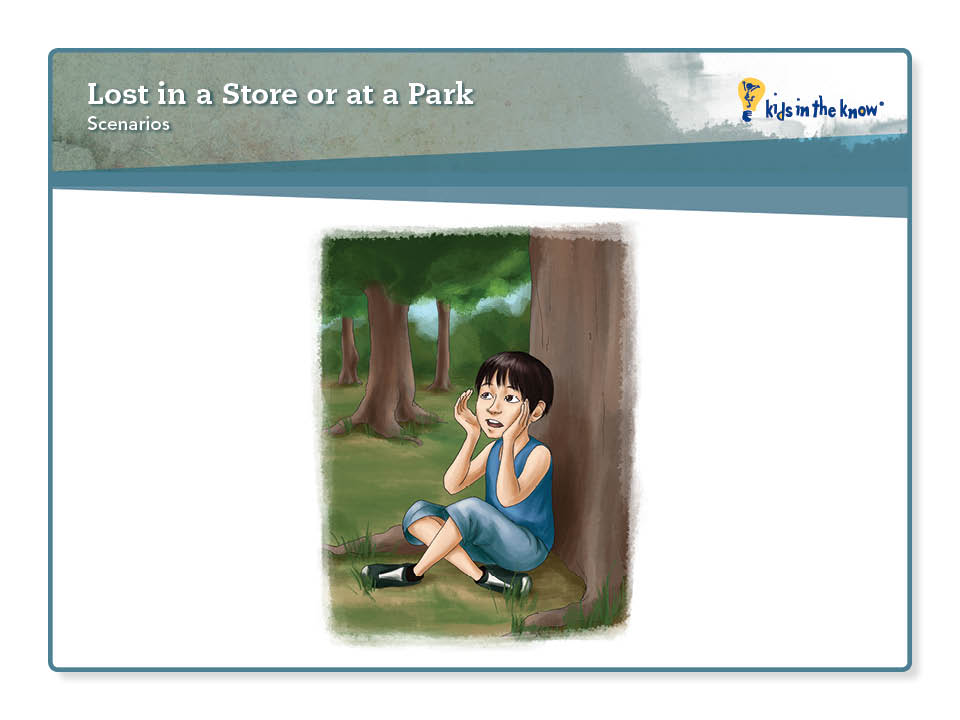 Lost in a Store or at a Park
Scenarios
kids in the know®